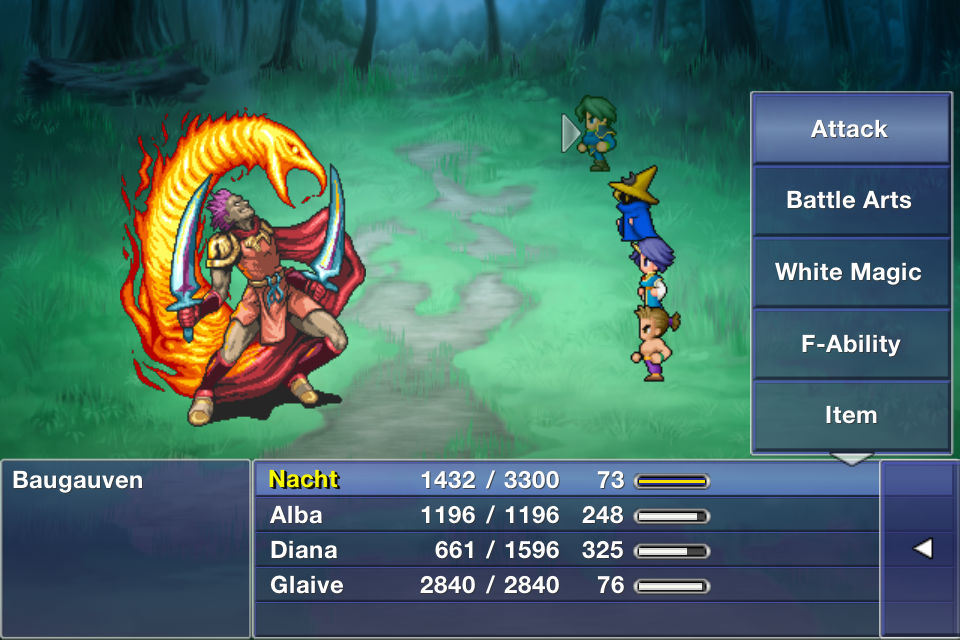 Attack
Battle Arts
White Magic
F-Ability
Item
Baugauven
Nacht 1432 / 3300 73
Alba 1196 / 1196 248
Diana 661 / 1596 325
Glaive 2840 / 2840 76